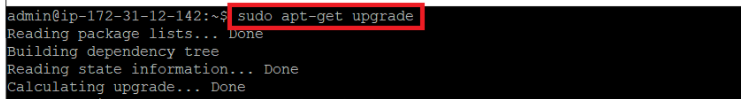 admin@ip-172-31-12-142:~$ sudo apt-get upgrade
Reading package lists... Done
Building dependency tree
Reading state information... Done
Calculating upgrade... Done